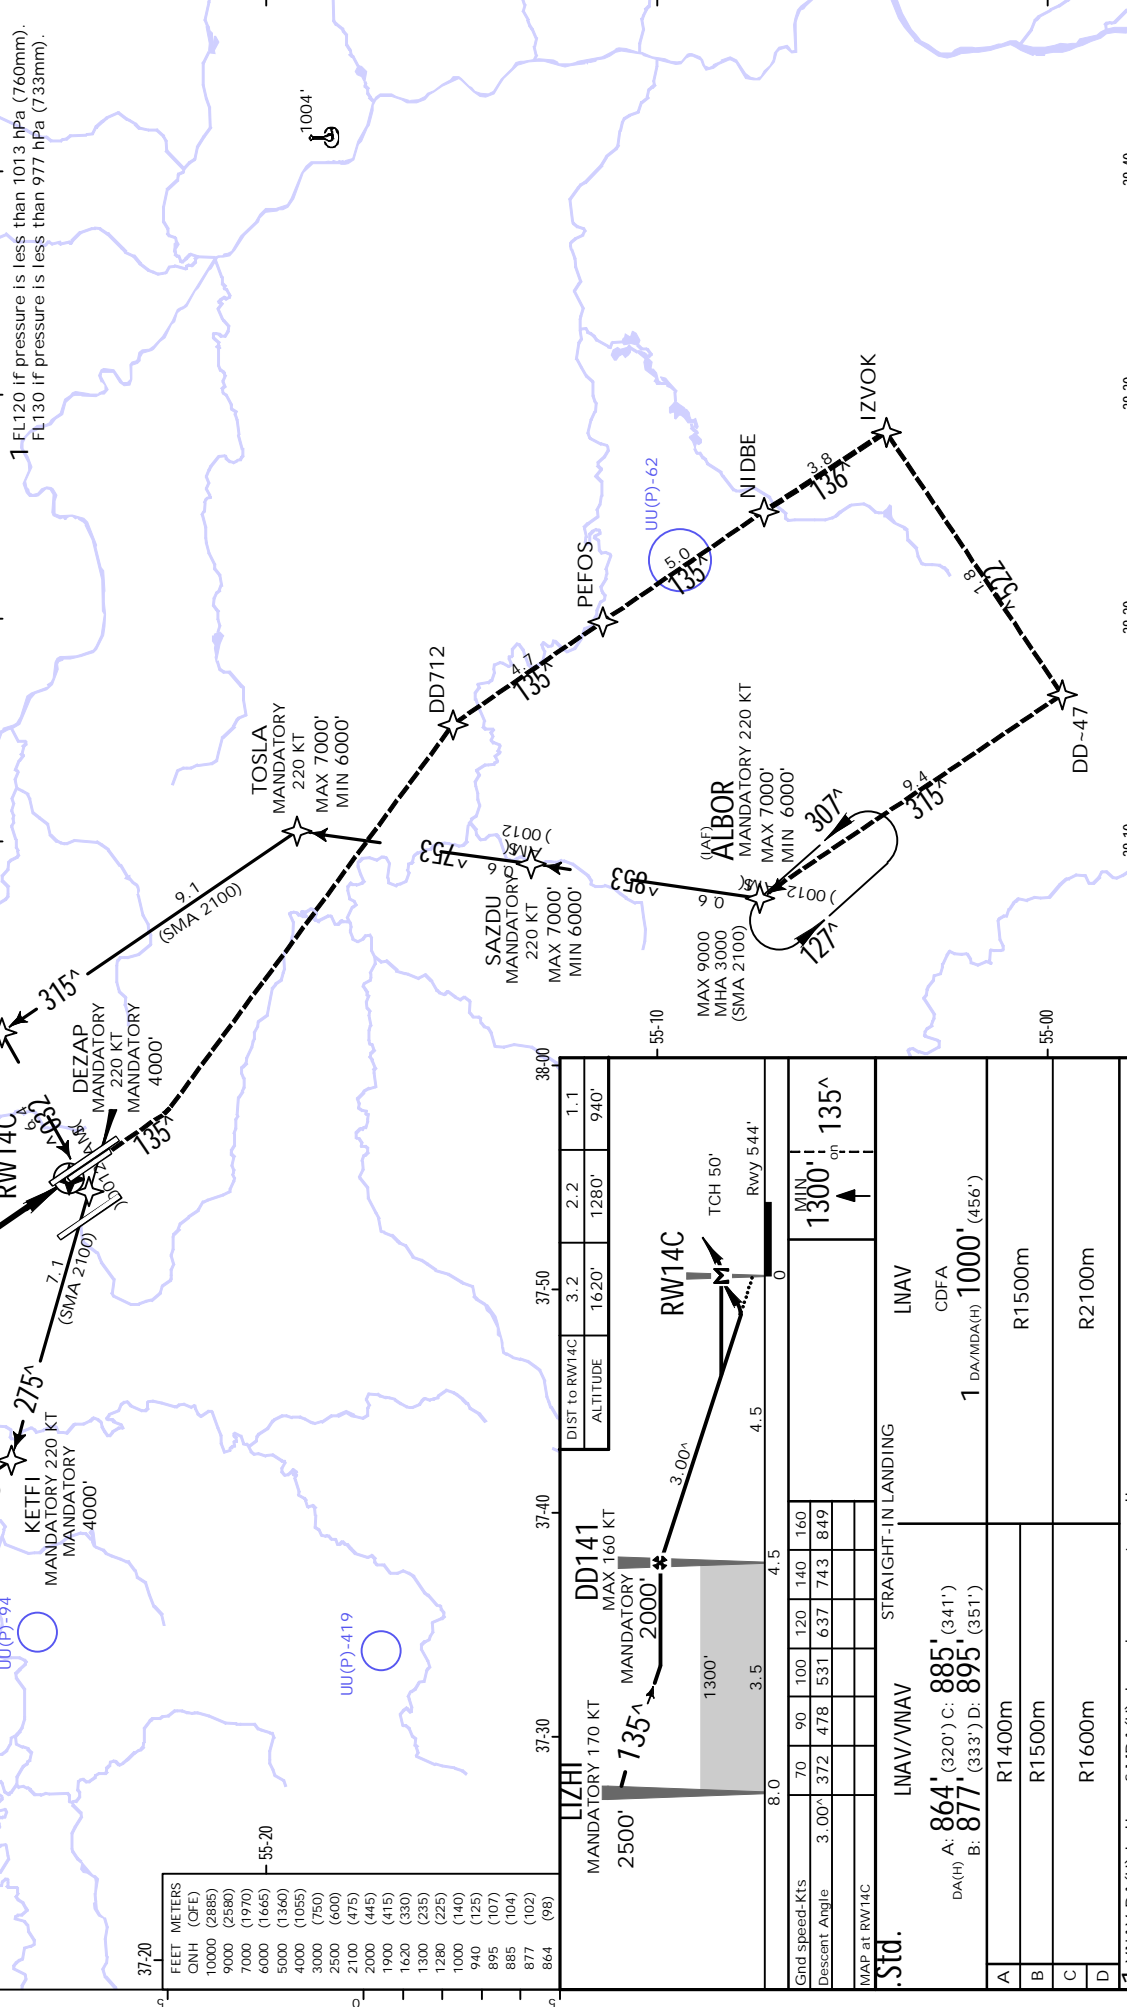 1 FL120 if pressure is less than 1013 hPa (760mm).
FL130 if pressure is less than 977 hPa (733mm).
1004'
IZVOK
3.8
136^
NIDBE
UU(P)-62
5.0
135^
PEFOS
4.7
135^
DD712
TOSLA
MANDATORY
220 KT
MAX 7000'
MIN 6000'
9.1
(SMA 2100)
315^
SAZDU
MANDATORY
220 KT
MAX 7000'
MIN 6000'
(IAF)
ALBOR
MANDATORY 220 KT
MAX 7000'
MIN 6000'
307^
127^
MAX 9000
MHA 3000
(SMA 2100)
9.4
315^
DD~47
DEZAP
MANDATORY
220 KT
MANDATORY
4000'
135^
RW14C
7.1
(SMA 2100)
275^
KETFI
MANDATORY 220 KT
MANDATORY
4000'
UU(P)-94
UU(P)-419
55-10
55-00
55-20
38-00
37-50
37-40
37-30
37-20
FEET METERS
QNH (QFE)
10000 (2885)
9000 (2580)
7000 (1970)
6000 (1665)
5000 (1360)
4000 (1055)
3000 (750)
2500 (600)
2100 (475)
2000 (445)
1900 (415)
1620 (330)
1300 (235)
1280 (225)
1000 (140)
940 (125)
895 (107)
885 (104)
877 (102)
864 (98)
DIST to RW14C 3.2 2.2 1.1
ALTITUDE 1620' 1280' 940'
LIZHI
MANDATORY 170 KT
2500'
135^
DD141
MAX 160 KT
MANDATORY
2000'
1300'
3.00^
RW14C
M
TCH 50'
Rwy 544'
3.5 4.5
8.0 4.5 0
Gnd speed-Kts 70 90 100 120 140 160
Descent Angle 3.00^ 372 478 531 637 743 849
MAP at RW14C
MIN
1300' on 135^
.Std.
STRAIGHT-IN LANDING
LNAV/VNAV LNAV
DA(H) A: 864' (320') C: 885' (341')
B: 877' (333') D: 895' (351')
CDFA
1 DA/MDA(H) 1000' (456')
A R1400m R1500m
B R1500m
C R1600m R2100m
D